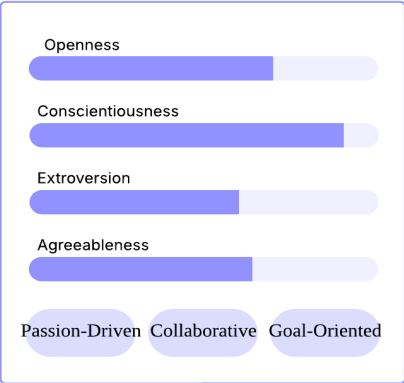 Openness
Conscientiousness
Extroversion
Agreeableness
Passion-Driven Collaborative Goal-Oriented